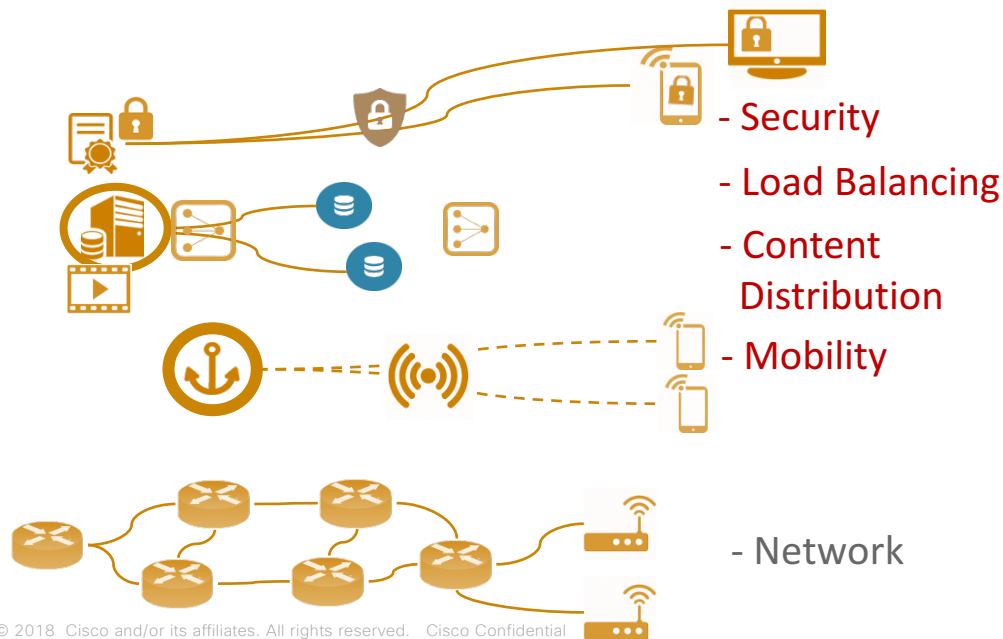 - Security
- Load Balancing
- Content
Distribution
- Mobility
- Network
© 2018 Cisco and/or its affiliates. All rights reserved. Cisco Confidential